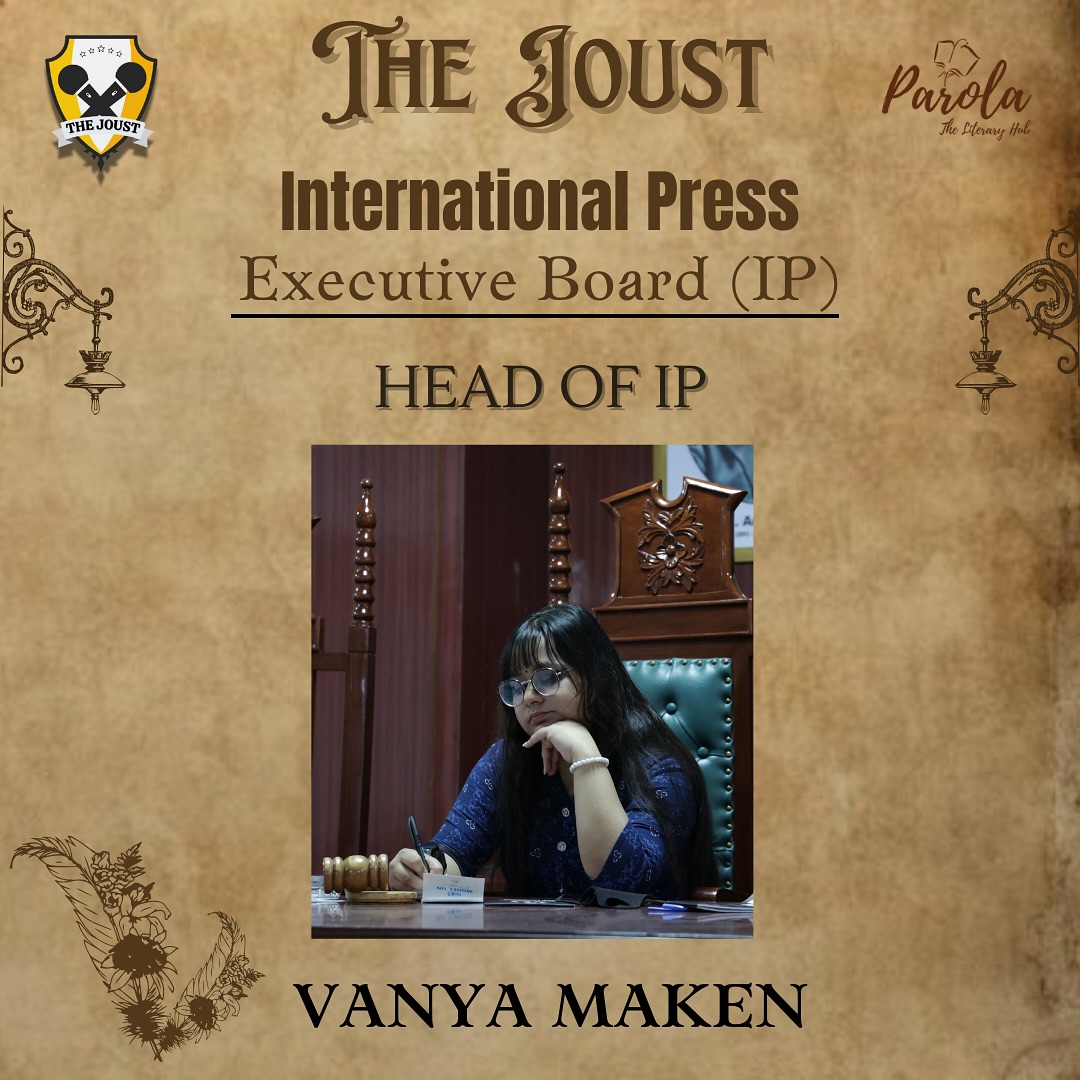 THE JOUST
THE JOUST
Parola
The Literary Hub
International Press
Executive Board (IP)
HEAD OF IP
VANYA MAKEN